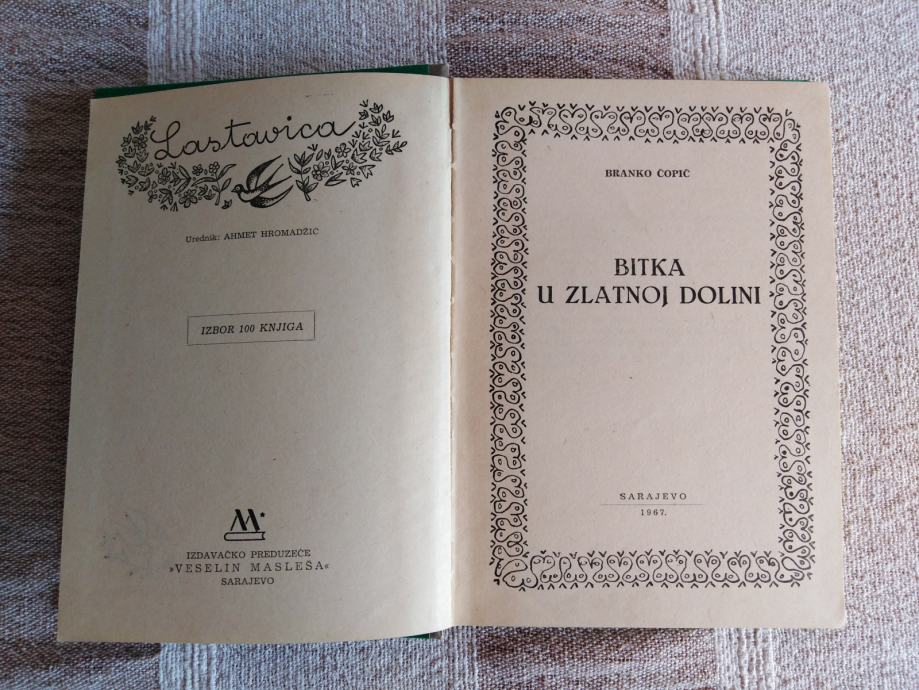 Lastavica
Urednik: AHMET HROMADŽIĆ
IZBOR 100 KNJIGA
IZDAVAČKO PREDUZEĆE
»VESELIN MASLEŠA«
SARAJEVO
BRANKO ĆOPIĆ
BITKA
U ZLATNOJ DOLINI
SARAJEVO
1967.